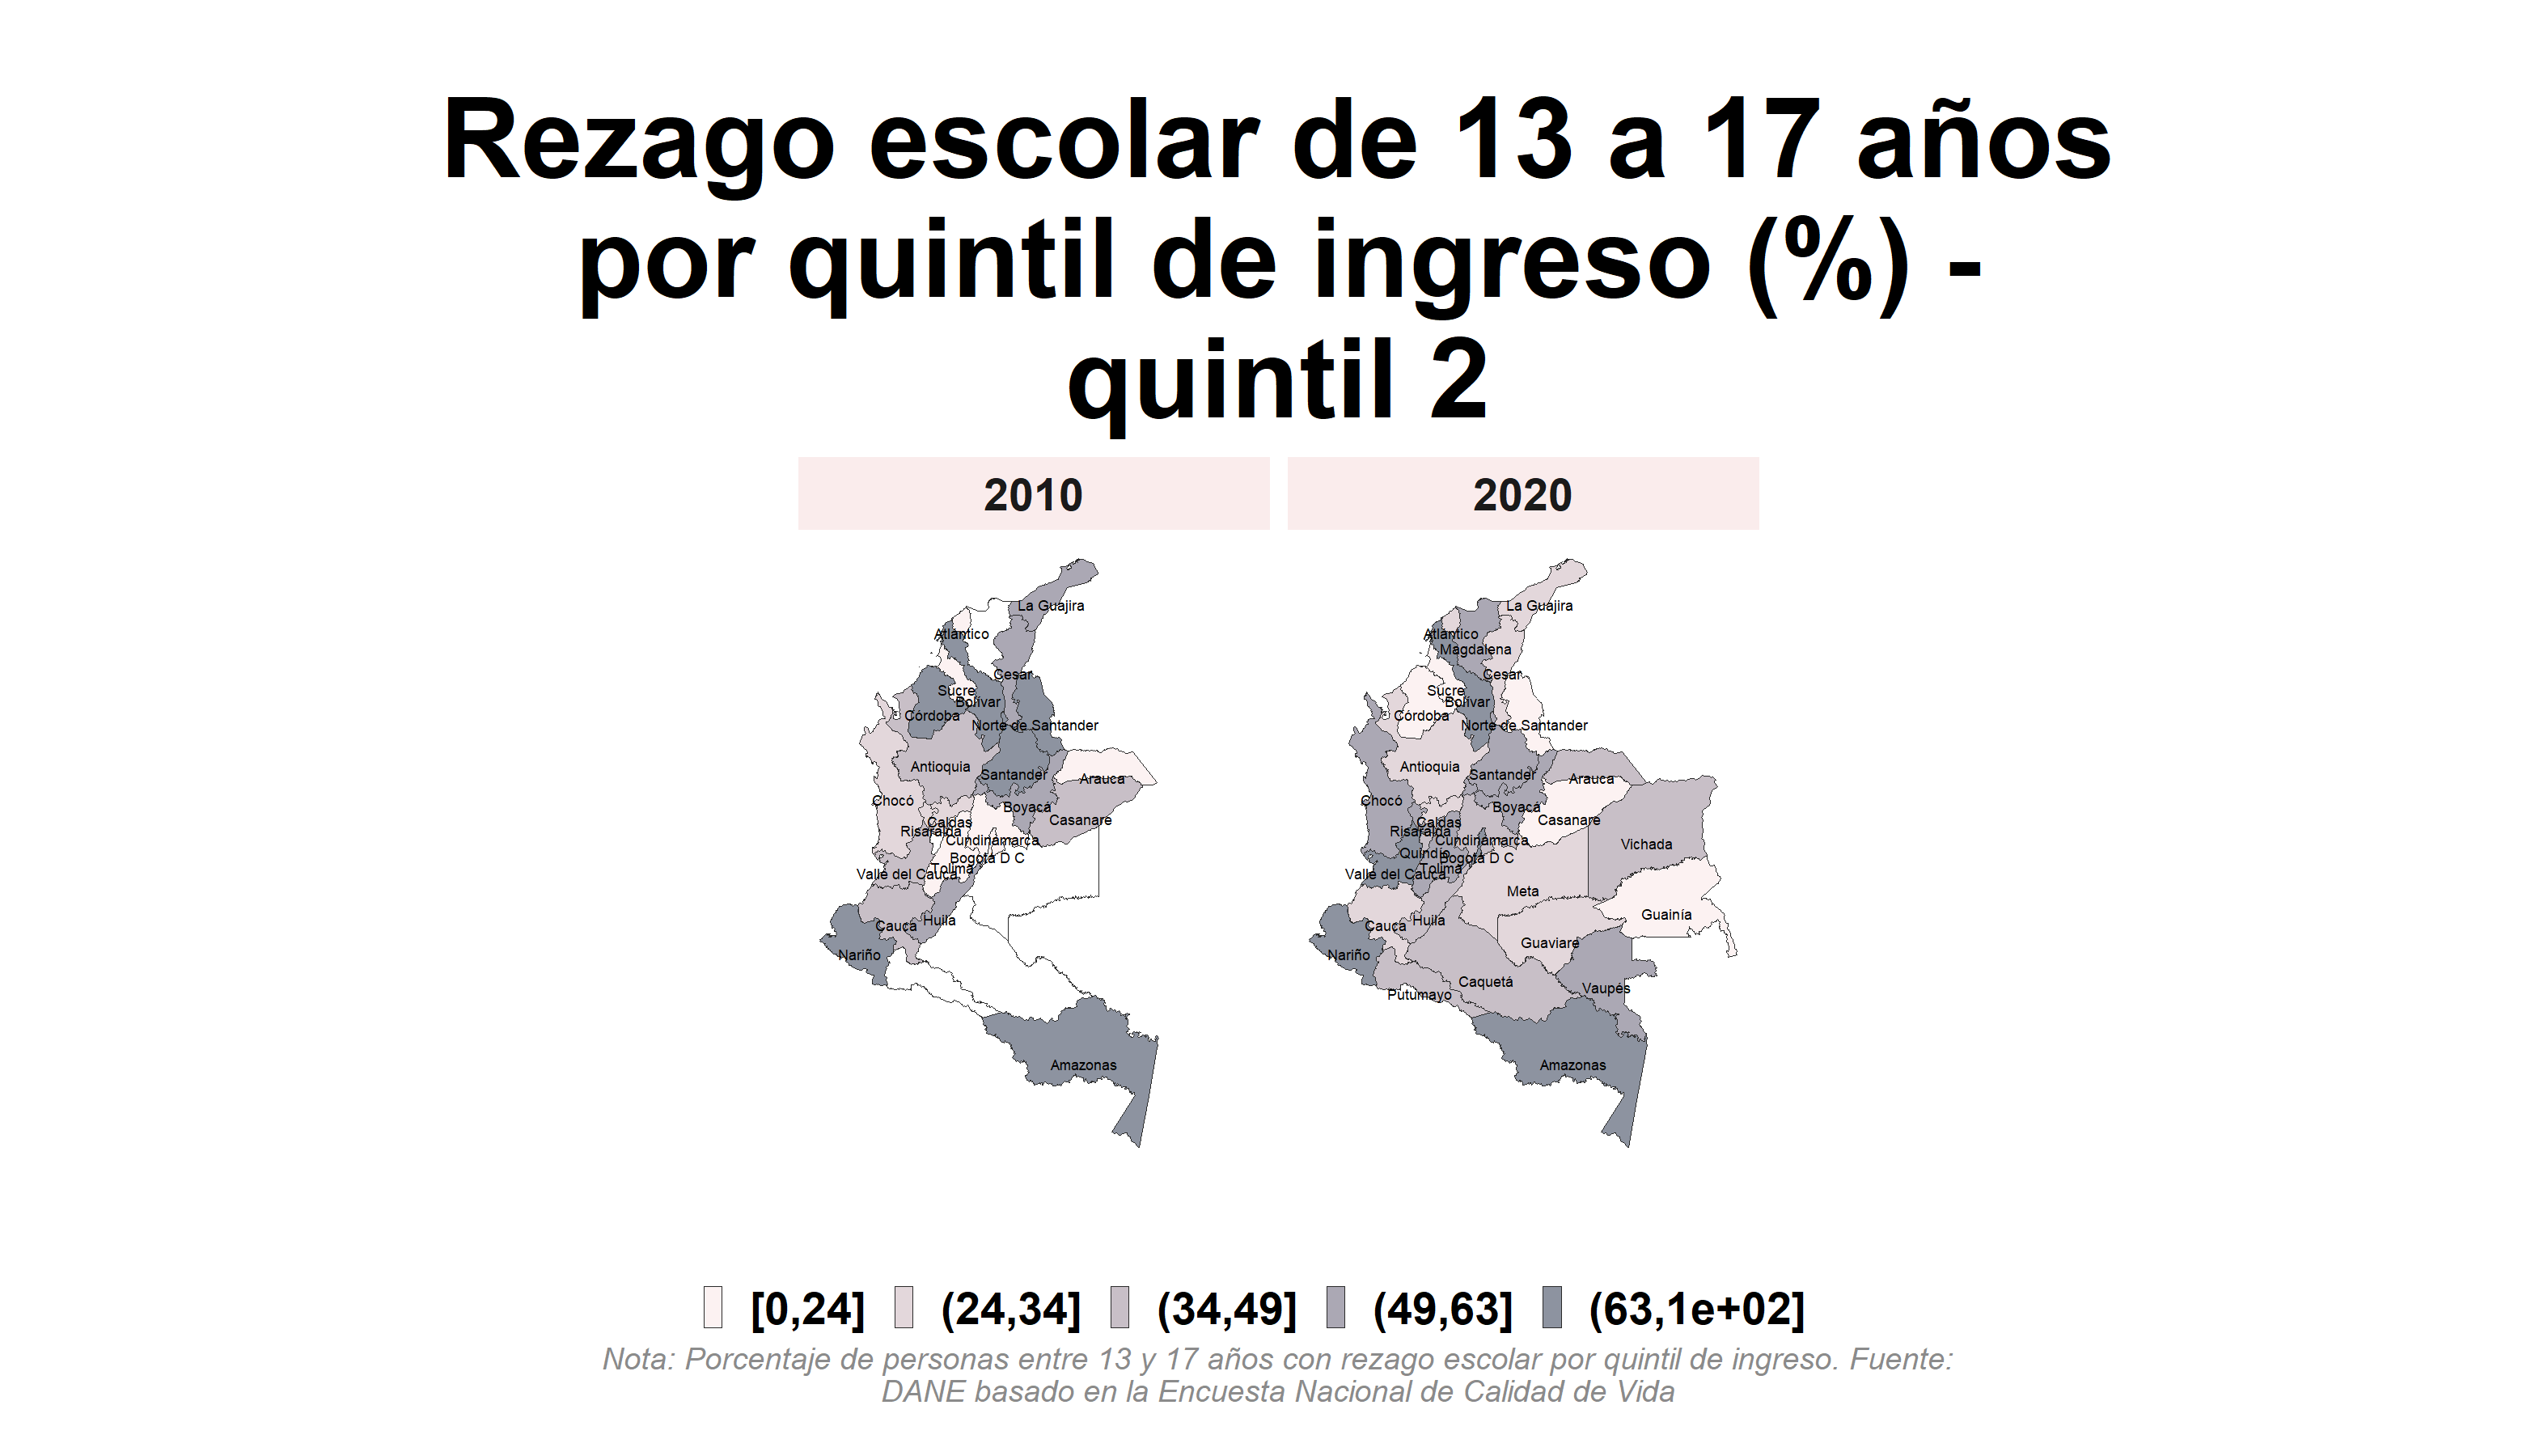 Rezago escolar de 13 a 17 años
por quintil de ingreso (%) -
quintil 2
2010
2020
La Guajira
Atlántico
Cesar
Sucre
Bolívar
Córdoba
Norte de Santander
Antioquia
Santander
Arauca
Chocó
Boyacá
Caldas
Casanare
Risaralda
Cundinamarca
Bogotá D C
Tolima
Valle del Cauca
Cauca
Huila
Nariño
Amazonas
La Guajira
Atlántico
Magdalena
Cesar
Sucre
Bolívar
Córdoba
Norte de Santander
Antioquia
Santander
Arauca
Chocó
Boyacá
Caldas
Casanare
Risaralda
Cundinamarca
Vichada
Quindío
Bogotá D C
Tolima
Valle del Cauca
Meta
Guainía
Cauca
Huila
Guaviare
Nariño
Caquetá
Vaupés
Putumayo
Amazonas
[0,24] (24,34] (34,49] (49,63] (63,1e+02]
Nota: Porcentaje de personas entre 13 y 17 años con rezago escolar por quintil de ingreso. Fuente:
DANE basado en la Encuesta Nacional de Calidad de Vida